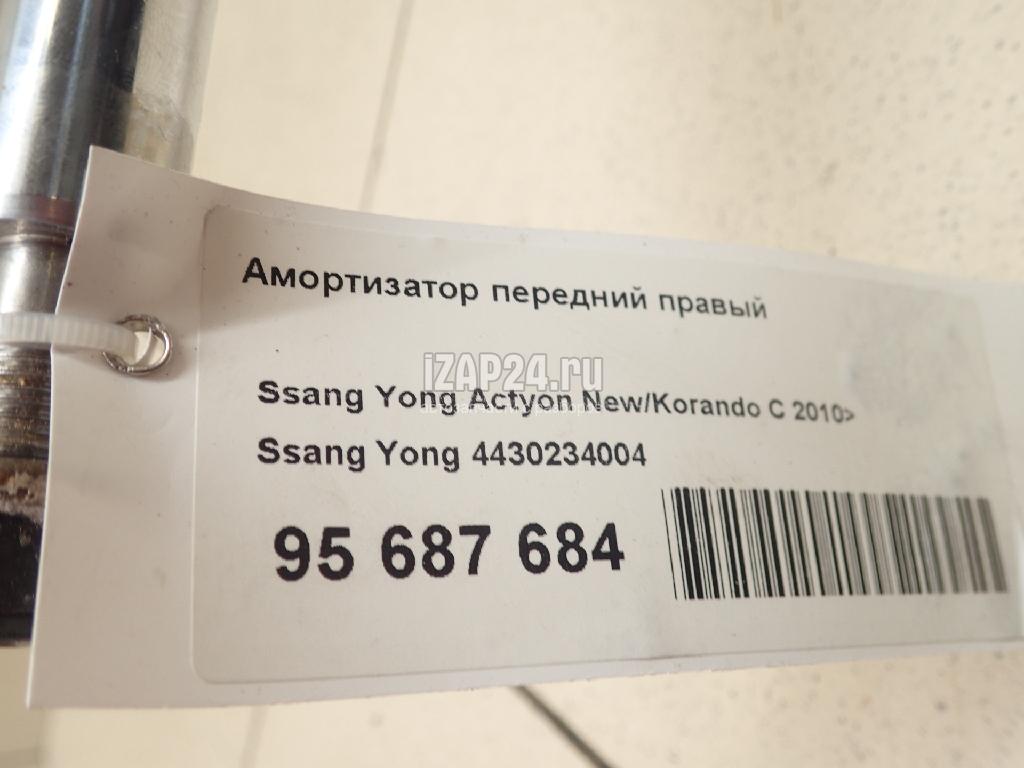 Амортизатор передний правый
iZAP24.ru
Ssang Yong Actyon New/Korando C 2010>
Ssang Yong 4430234004
95 687 684